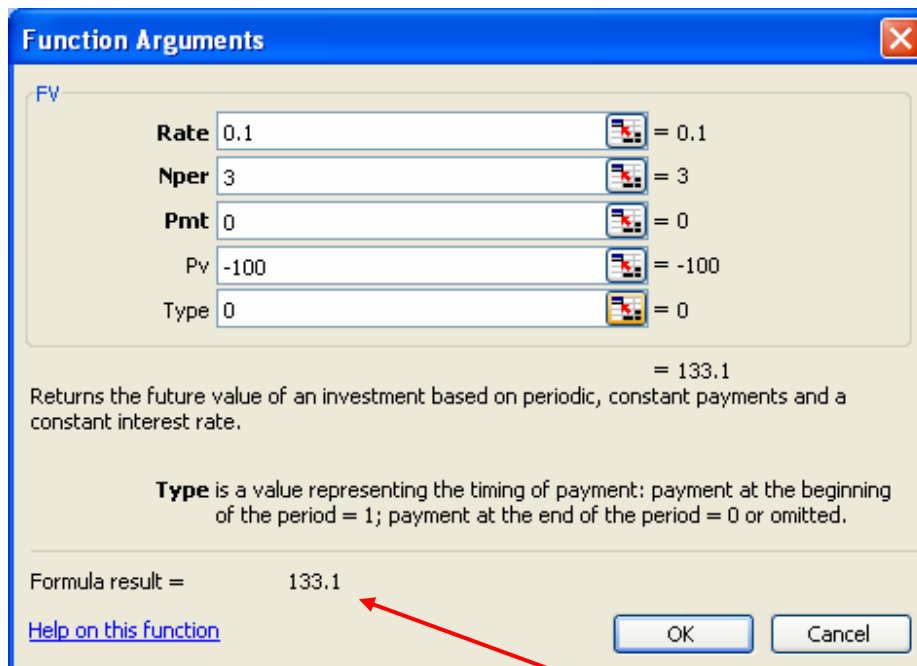 Function Arguments
FV
Rate 0.1 = 0.1
Nper 3 = 3
Pmt 0 = 0
Pv -100 = -100
Type 0 = 0
= 133.1
Returns the future value of an investment based on periodic, constant payments and a
constant interest rate.
Type is a value representing the timing of payment: payment at the beginning
of the period = 1; payment at the end of the period = 0 or omitted.
Formula result = 133.1
Help on this function OK Cancel